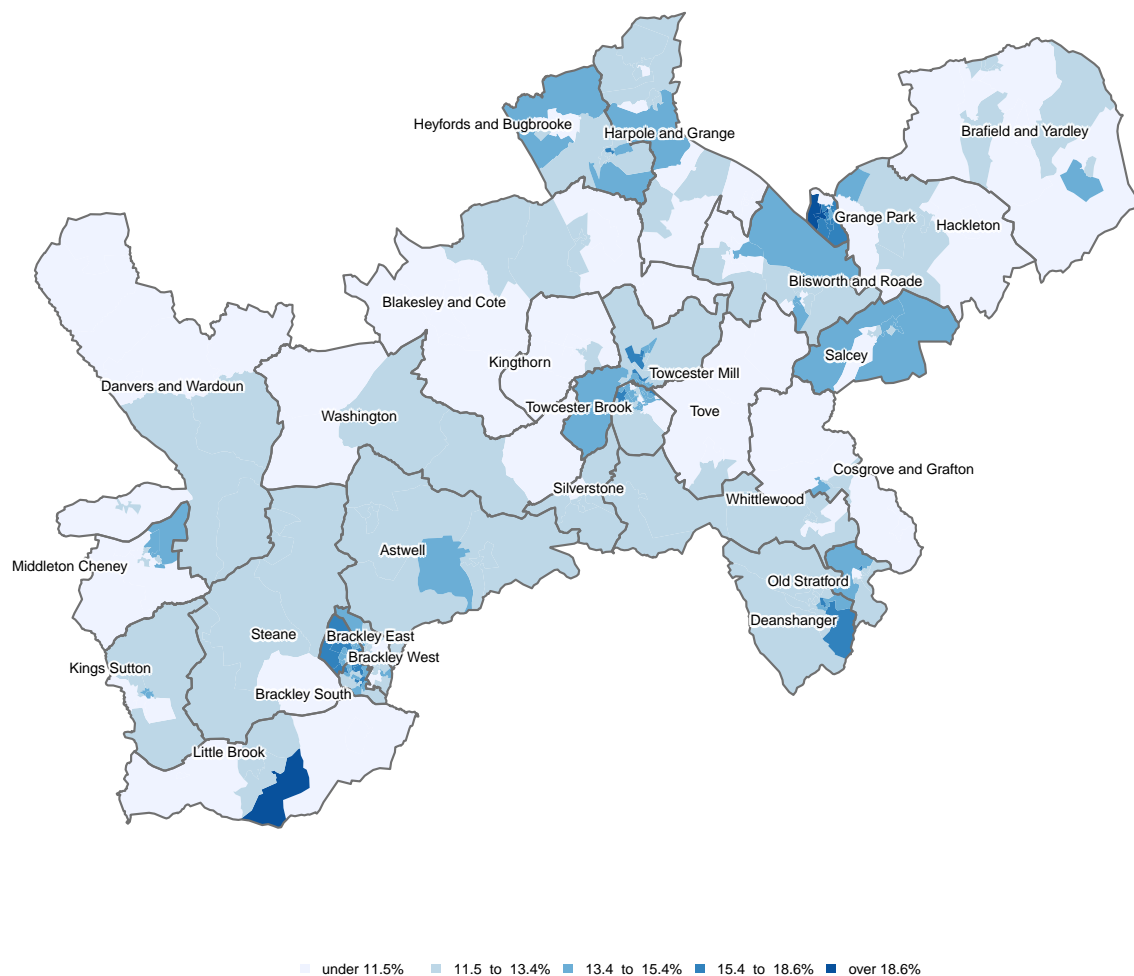 Heyfords and Bugbrooke
Harpole and Grange
Brafield and Yardley
Grange Park
Hackleton
Blisworth and Roade
Blakesley and Cote
Kingthorn
Salcey
Towcester Mill
Danvers and Wardoun
Washington
Towcester Brook
Tove
Cosgrove and Grafton
Silverstone
Whittlewood
Astwell
Middleton Cheney
Old Stratford
Deanshanger
Steane
Brackley East
Brackley West
Kings Sutton
Brackley South
Little Brook
under 11.5% 11.5 to 13.4% 13.4 to 15.4% 15.4 to 18.6% over 18.6%